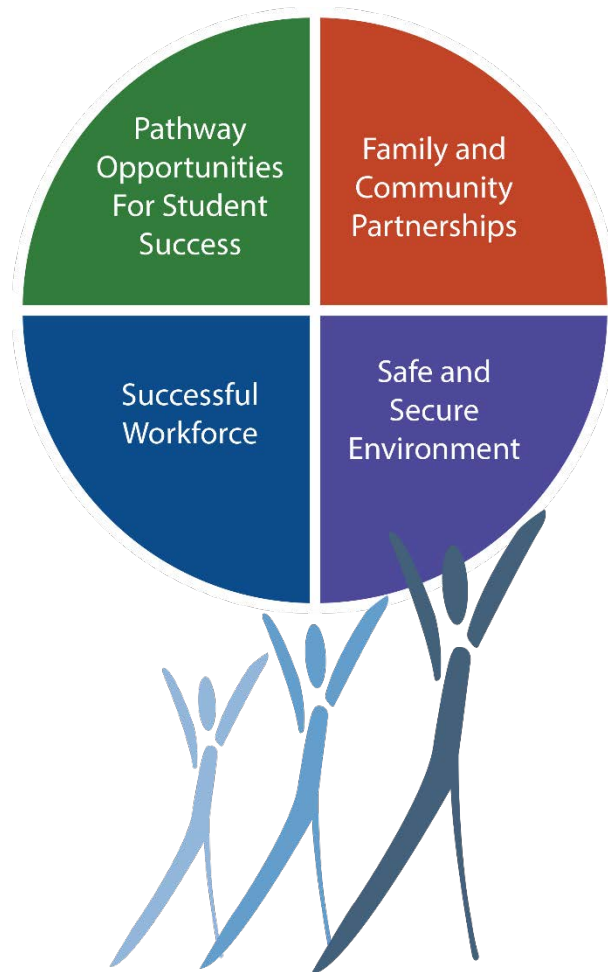 Pathway
Opportunities
For Student
Success
Family and
Community
Partnerships
Successful
Workforce
Safe and
Secure
Environment